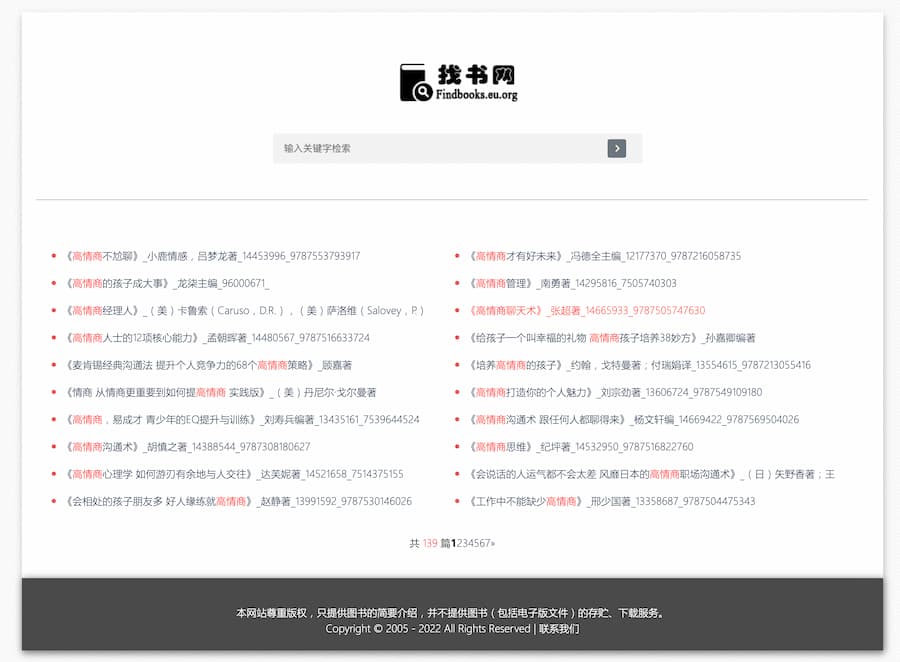 找书网
Findbooks.eu.org
输入关键字检索
《高情商不尬聊》_小鹿情感，吕梦龙著_14453996_9787553793917
《高情商的孩子成大事》_龙柒主编_96000671_
《高情商经理人》_（美）卡鲁索（Caruso，D.R.），（美）萨洛维（Salovey，P.）
《高情商人士的12项核心能力》_孟朝晖著_14480567_9787516633724
《麦肯锡经典沟通法 提升个人竞争力的68个高情商策略》_顾嘉著
《情商 从情商更重要到如何提高情商 实践版》_（美）丹尼尔·戈尔曼著
《高情商，易成才 青少年的EQ提升与训练》_刘寿兵编著_13435161_7539644524
《高情商沟通术》_胡慎之著_14388544_9787308180627
《高情商心理学 如何游刃有余地与人交往》_达芙妮著_14521658_7514375155
《会相处的孩子朋友多 好人缘练就高情商》_赵静著_13991592_9787530146026
《高情商才有好未来》_冯德全主编_12177370_9787216058735
《高情商管理》_南勇著_14295816_7505740303
《高情商聊天术》_张超著_14665933_9787505747630
《给孩子一个叫幸福的礼物 高情商孩子培养38妙方》_孙嘉卿编著
《培养高情商的孩子》_约翰，戈特曼著；付瑞娟译_13554615_9787213055416
《高情商打造你的个人魅力》_刘宗劲著_13606724_9787549109180
《高情商沟通术 跟任何人都聊得来》_杨文轩编_14669422_9787569504026
《高情商思维》_纪坪著_14532950_9787516822760
《会说话的人运气都不会太差 风靡日本的高情商职场沟通术》_（日）矢野香著；王
《工作中不能缺少高情商》_邢少国著_13358687_9787504475343
共 139 篇1234567»
本网站尊重版权，只提供图书的简要介绍，并不提供图书（包括电子版文件）的存贮、下载服务。
Copyright © 2005 - 2022 All Rights Reserved | 联系我们